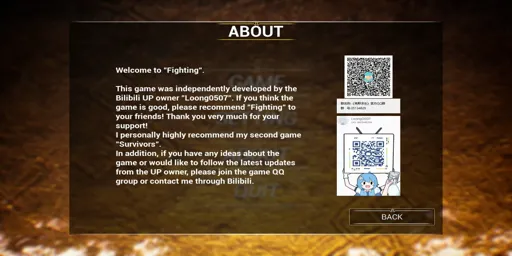 ABOUT
Welcome to "Fighting".
This game was independently developed by the
Bilibili UP owner "Loong0507". If you think the
game is good, please recommend "Fighting" to
your friends! Thank you very much for your
support!
I personally highly recommend my second game
"Survivors".
In addition, if you have any ideas about the
game or would like to follow the latest updates
from the UP owner, please join the game QQ
group or contact me through Bilibili.
Loong0507
BACK